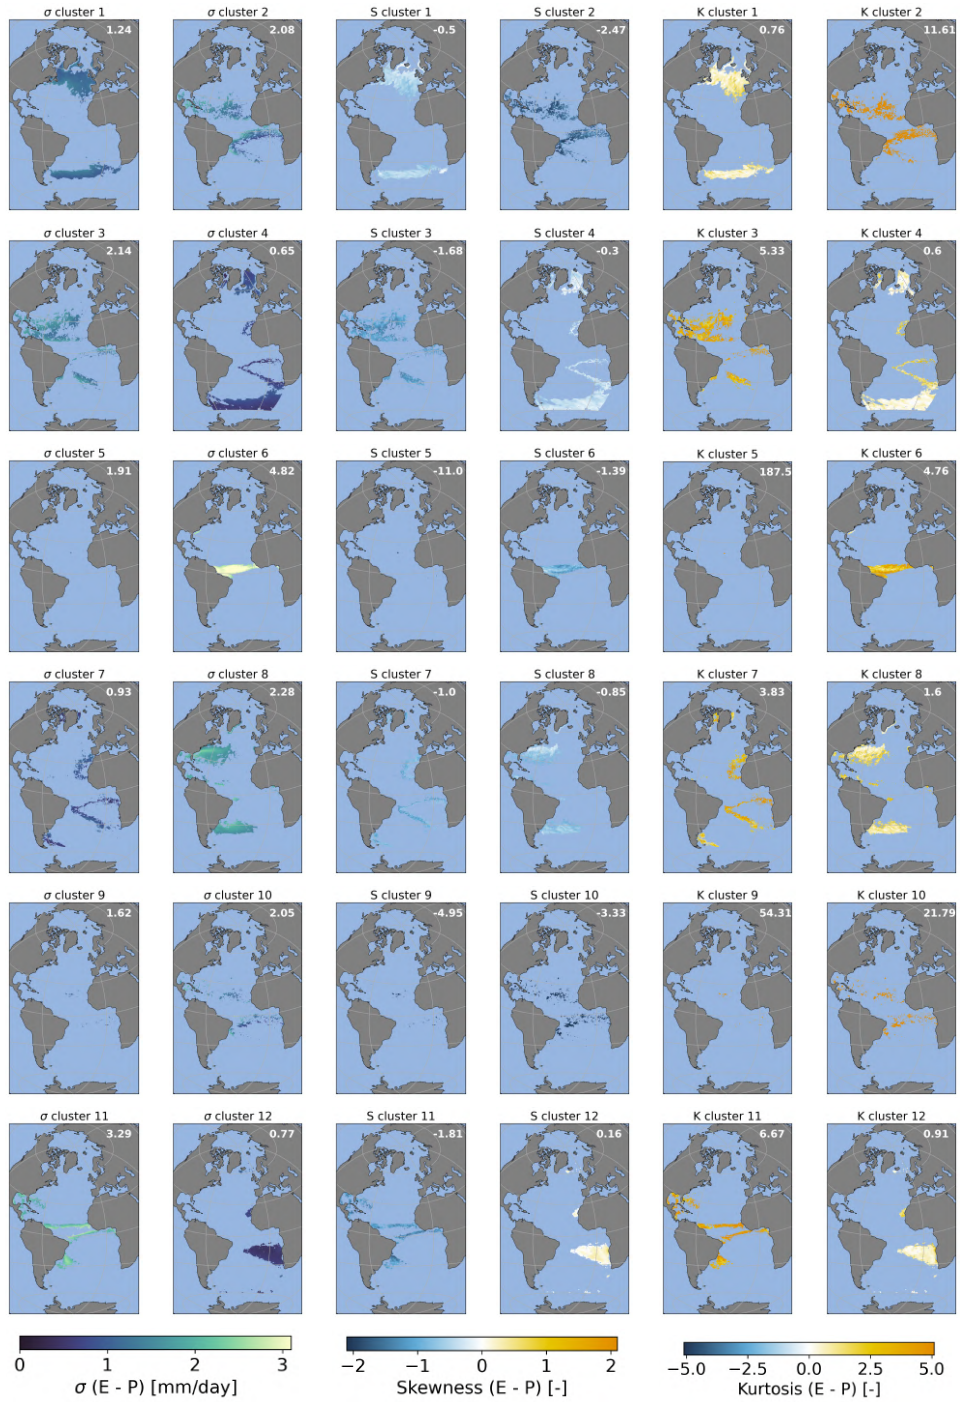 σ cluster 1 σ cluster 2 S cluster 1 S cluster 2 K cluster 1 K cluster 2
1.24 2.08 -0.5 -2.47 0.76 11.61
σ cluster 3 σ cluster 4 S cluster 3 S cluster 4 K cluster 3 K cluster 4
2.14 0.65 -1.68 -0.3 5.33 0.6
σ cluster 5 σ cluster 6 S cluster 5 S cluster 6 K cluster 5 K cluster 6
1.91 4.82 -11.0 -1.39 187.5 4.76
σ cluster 7 σ cluster 8 S cluster 7 S cluster 8 K cluster 7 K cluster 8
0.93 2.28 -1.0 -0.85 3.83 1.6
σ cluster 9 σ cluster 10 S cluster 9 S cluster 10 K cluster 9 K cluster 10
1.62 2.05 -4.95 -3.33 54.31 21.79
σ cluster 11 σ cluster 12 S cluster 11 S cluster 12 K cluster 11 K cluster 12
3.29 0.77 -1.81 0.16 6.67 0.91
0 1 2 3 −2 −1 0 1 2 −5.0 −2.5 0.0 2.5 5.0
σ (E - P) [mm/day] Skewness (E - P) [-] Kurtosis (E - P) [-]